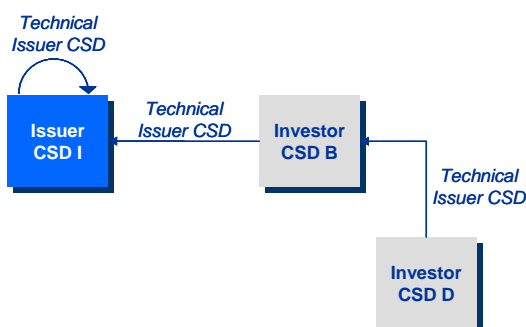 Technical
Issuer CSD
Technical
Issuer CSD
Issuer
CSD I
Investor
CSD B
Technical
Issuer CSD
Investor
CSD D